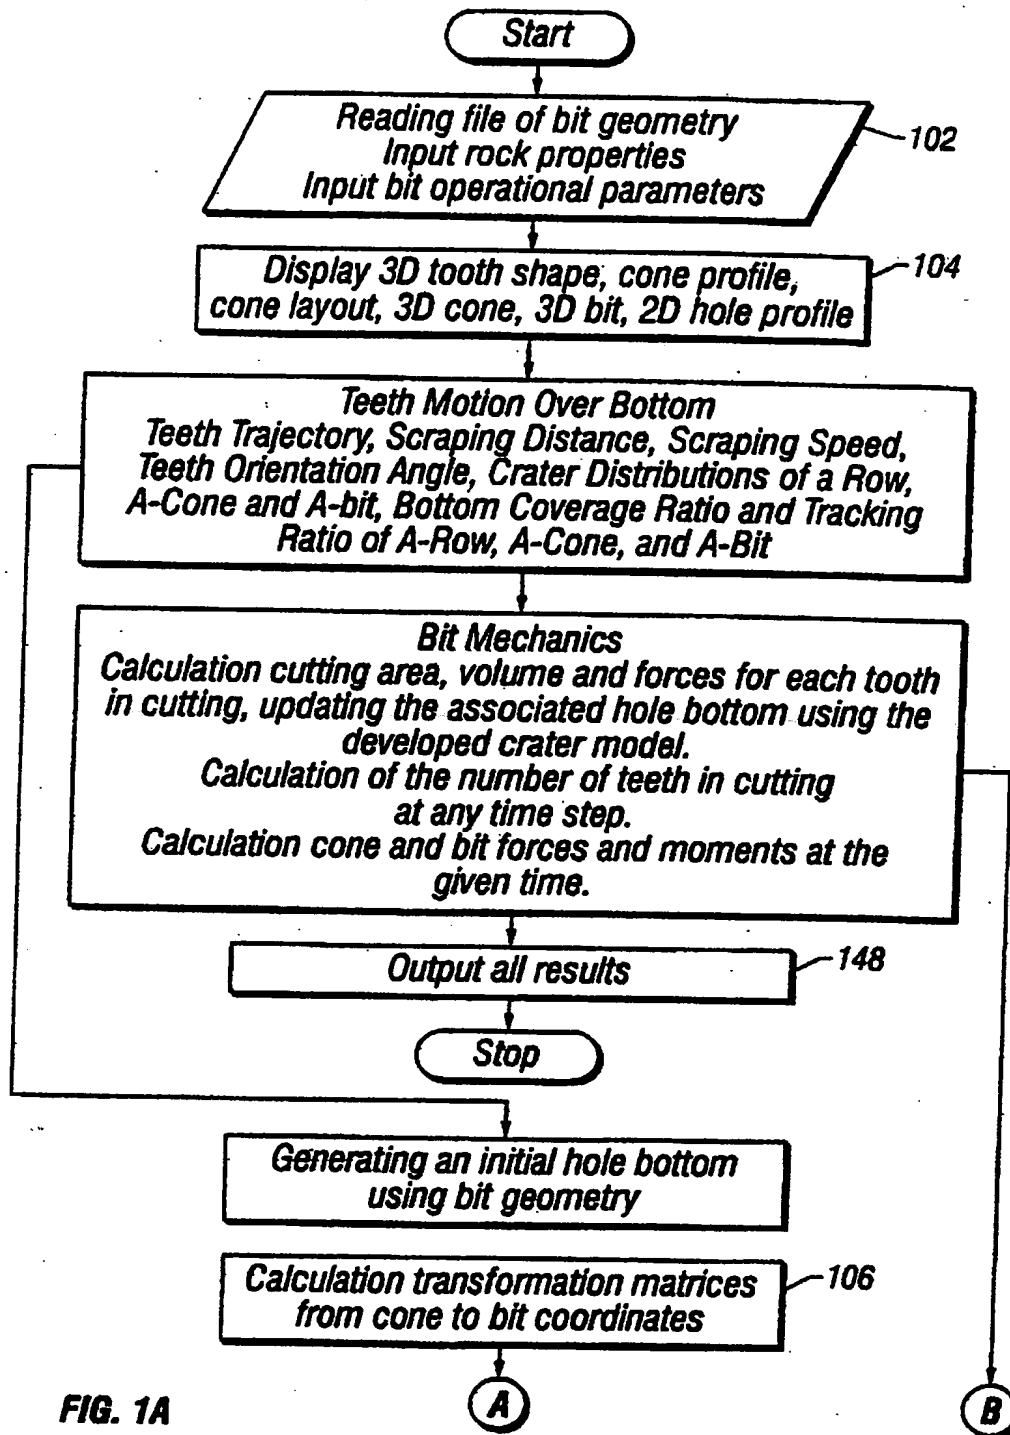 Start
Reading file of bit geometry
Input rock properties
Input bit operational parameters
102
Display 3D tooth shape, cone profile,
cone layout, 3D cone, 3D bit, 2D hole profile
104
Teeth Motion Over Bottom
Teeth Trajectory, Scraping Distance, Scraping Speed,
Teeth Orientation Angle, Crater Distributions of a Row,
A-Cone and A-bit, Bottom Coverage Ratio and Tracking
Ratio of A-Row, A-Cone, and A-Bit
Bit Mechanics
Calculation cutting area, volume and forces for each tooth
in cutting, updating the associated hole bottom using the
developed crater model.
Calculation of the number of teeth in cutting
at any time step.
Calculation cone and bit forces and moments at the
given time.
Output all results
148
Stop
Generating an initial hole bottom
using bit geometry
Calculation transformation matrices
from cone to bit coordinates
106
FIG. 1A
A
B